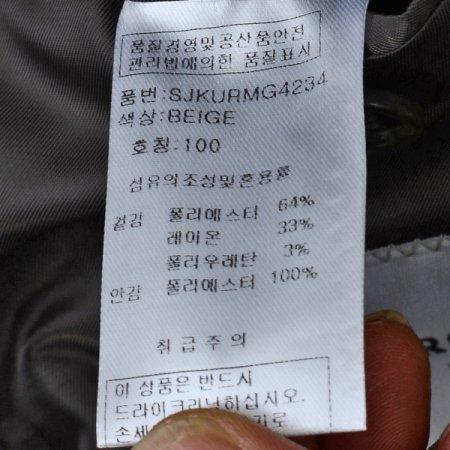 품질경영및공산품안전
관리법에의한 품질표시
품번:SJKURMG4234
색상:BEIGE
호칭:100
섬유의조성및혼용률
겉감 폴리에스터 64%
레이온 33%
폴리우레탄 3%
안감 폴리에스터 100%
취급주의
이 상품은 반드시
드라이크리닝하십시오.
손세